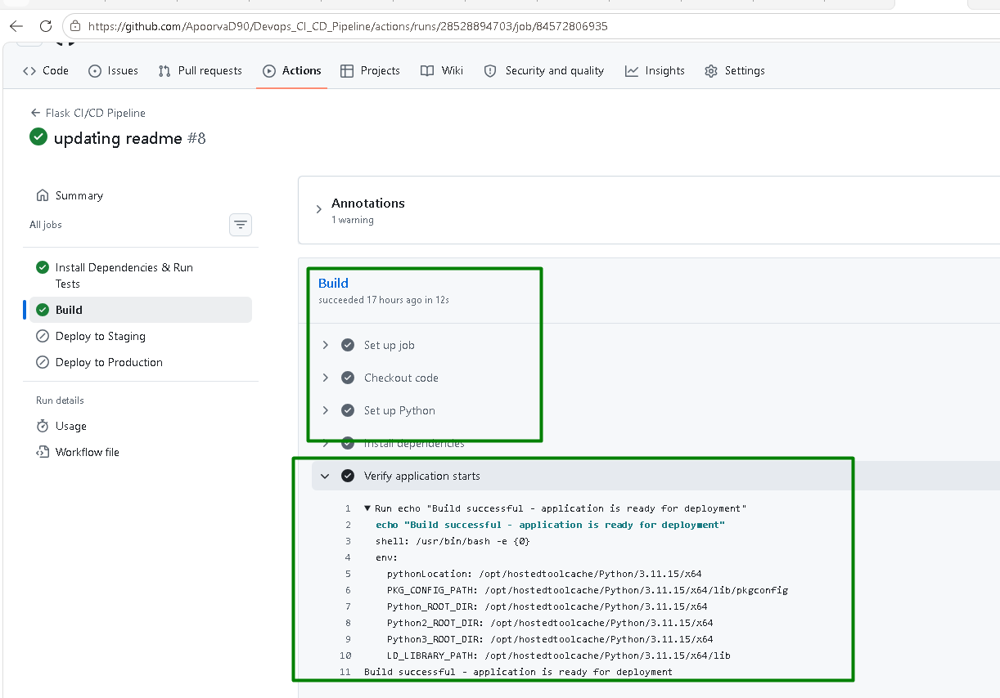 https://github.com/ApoorvaD90/Devops_CI_CD_Pipeline/actions/runs/28528894703/job/84572806935
Code Issues Pull requests Actions Projects Wiki Security and quality Insights Settings
Flask CI/CD Pipeline
updating readme #8
Summary
All jobs
Install Dependencies & Run
Tests
Build
Deploy to Staging
Deploy to Production
Run details
Usage
Workflow file
Annotations
1 warning
Build
succeeded 17 hours ago in 12s
Set up job
Checkout code
Set up Python
Install dependencies
Verify application starts
1 ▼ Run echo "Build successful - application is ready for deployment"
2 echo "Build successful - application is ready for deployment"
3 shell: /usr/bin/bash -e {0}
4 env:
5 pythonLocation: /opt/hostedtoolcache/Python/3.11.15/x64
6 PKG_CONFIG_PATH: /opt/hostedtoolcache/Python/3.11.15/x64/lib/pkgconfig
7 Python_ROOT_DIR: /opt/hostedtoolcache/Python/3.11.15/x64
8 Python2_ROOT_DIR: /opt/hostedtoolcache/Python/3.11.15/x64
9 Python3_ROOT_DIR: /opt/hostedtoolcache/Python/3.11.15/x64
10 LD_LIBRARY_PATH: /opt/hostedtoolcache/Python/3.11.15/x64/lib
11 Build successful - application is ready for deployment